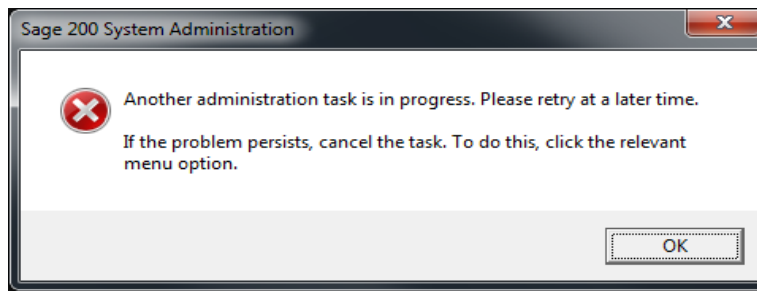 Sage 200 System Administration
Another administration task is in progress. Please retry at a later time.
If the problem persists, cancel the task. To do this, click the relevant
menu option.
OK